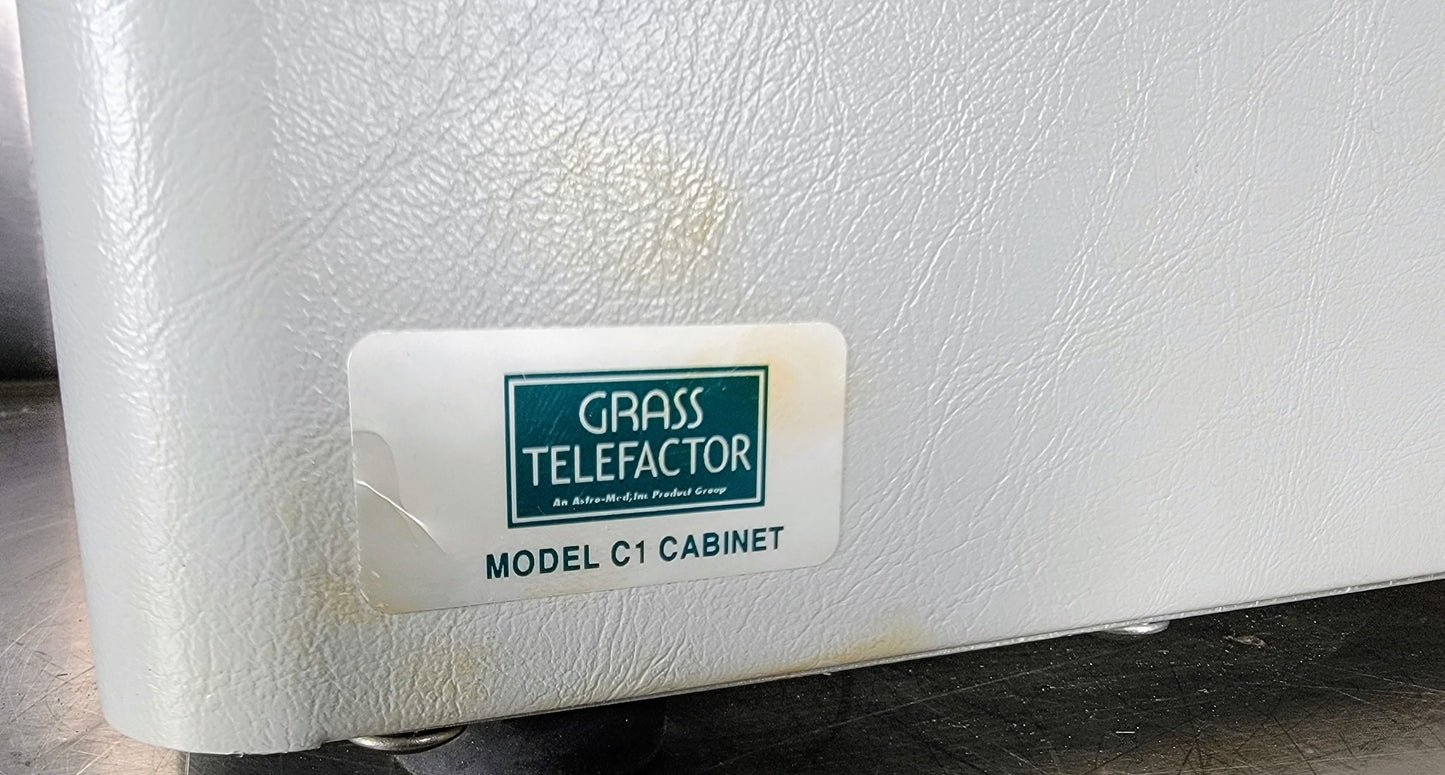 GRASS
TELEFACTOR
An Astro-Med, Inc Product Group
MODEL C1 CABINET